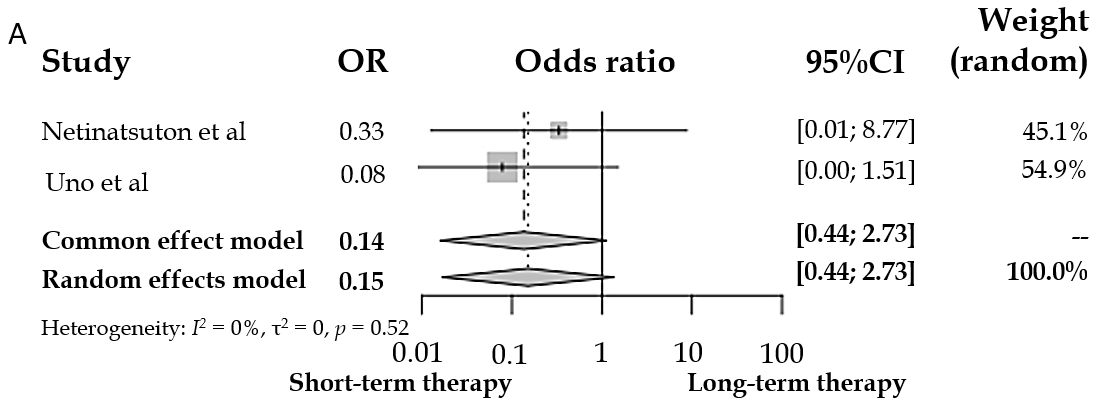 A
Study OR Odds ratio 95%CI Weight (random)
Netinatsuton et al 0.33 [0.01; 8.77] 45.1%
Uno et al 0.08 [0.00; 1.51] 54.9%
Common effect model 0.14 [0.44; 2.73] --
Random effects model 0.15 [0.44; 2.73] 100.0%
Heterogeneity: I² = 0%, τ² = 0, p = 0.52
0.01 0.1 1 10 100
Short-term therapy Long-term therapy